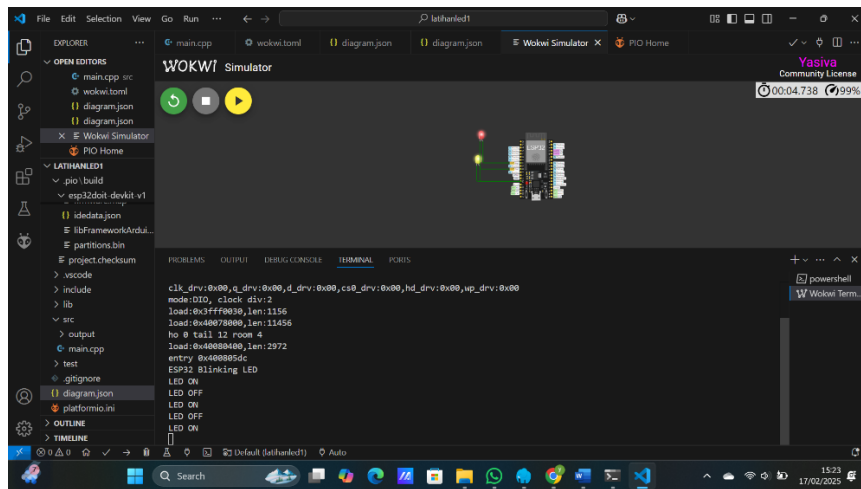 File Edit Selection View Go Run ··· latihanled1
EXPLORER
main.cpp
wokwi.toml
diagram.json
diagram.json
Wokwi Simulator
PIO Home
OPEN EDITORS
main.cpp src
wokwi.toml
diagram.json
diagram.json
Wokwi Simulator
PIO Home
LATIHANLED1
.pio\build
esp32doit-devkit-v1
idedata.json
libFrameworkArdui...
partitions.bin
project.checksum
.vscode
include
lib
src
output
main.cpp
test
.gitignore
diagram.json
platformio.ini
OUTLINE
TIMELINE
WOKWI Simulator
Yasiva
Community License
00:04.738 99%
ESP32
PROBLEMS OUTPUT DEBUG CONSOLE TERMINAL PORTS
powershell
Wokwi Term...
clk_drv:0x00,q_drv:0x00,d_drv:0x00,cs0_drv:0x00,hd_drv:0x00,wp_drv:0x00
mode:DIO, clock div:2
load:0x3fff0030,len:1156
load:0x40078000,len:11456
ho 0 tail 12 room 4
load:0x40080400,len:2972
entry 0x400805dc
ESP32 Blinking LED
LED ON
LED OFF
LED ON
LED OFF
LED ON
0 0 0 Default (latihanled1) Auto
Search
15:23
17/02/2025